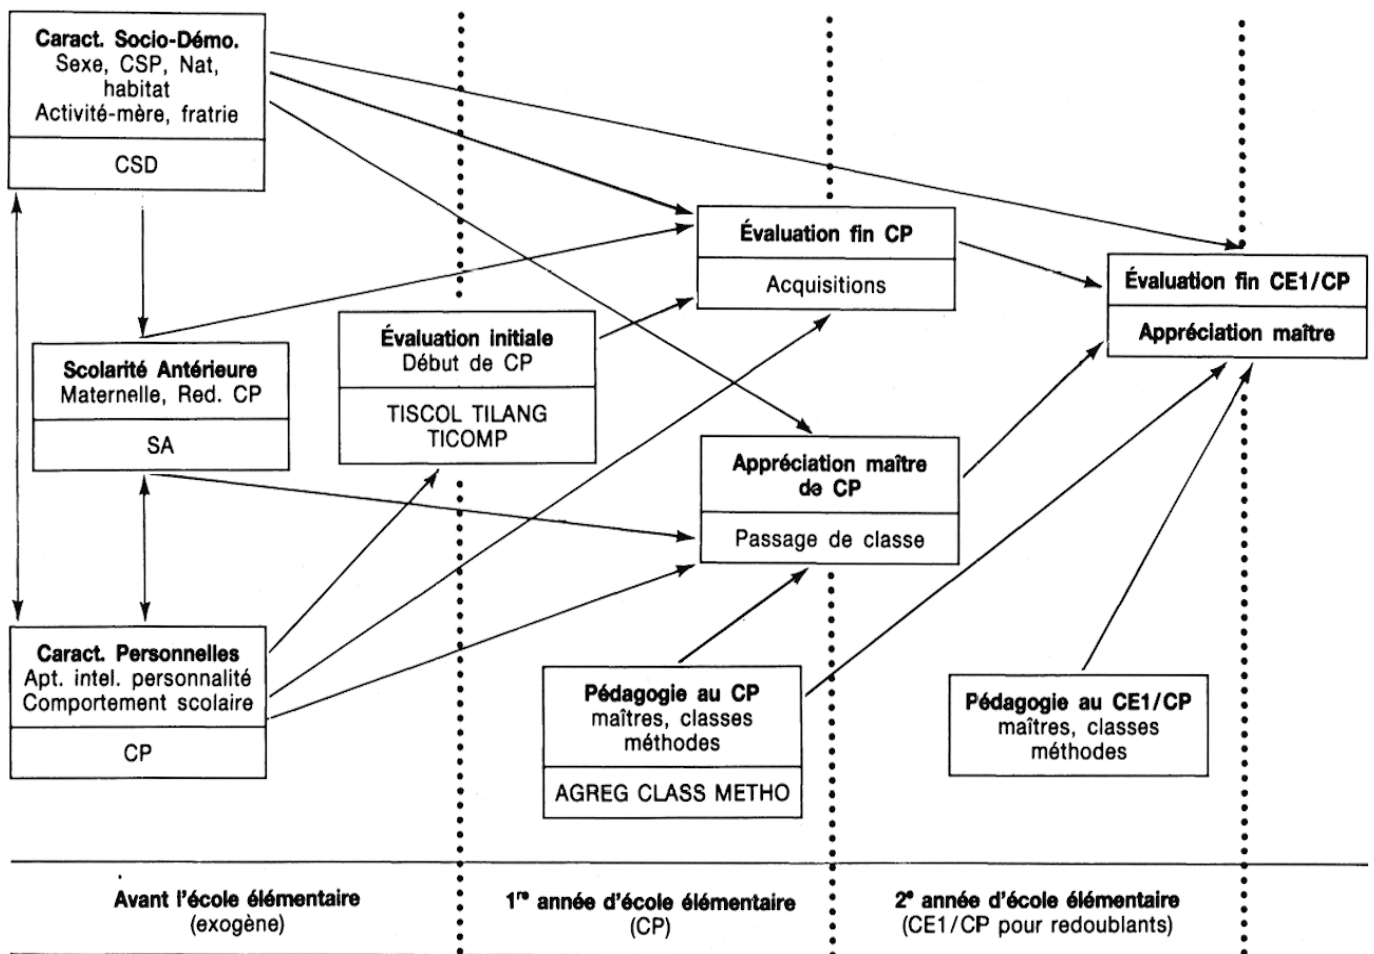 Caract. Socio-Démo.
Sexe, CSP, Nat,
habitat
Activité-mère, fratrie
CSD
Scolarité Antérieure
Maternelle, Red. CP
SA
Caract. Personnelles
Apt. intel. personnalité
Comportement scolaire
CP
Évaluation initiale
Début de CP
TISCOL TILANG
TICOMP
Évaluation fin CP
Acquisitions
Appréciation maître
de CP
Passage de classe
Pédagogie au CP
maîtres, classes
méthodes
AGREG CLASS METHO
Évaluation fin CE1/CP
Appréciation maître
Pédagogie au CE1/CP
maîtres, classes
méthodes
Avant l'école élémentaire
(exogène)
1re année d'école élémentaire
(CP)
2e année d'école élémentaire
(CE1/CP pour redoublants)